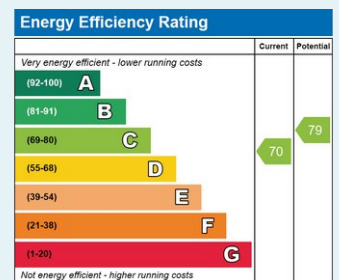 Energy Efficiency Rating
Current Potential
Very energy efficient - lower running costs
(92-100) A
(81-91) B
(69-80) C
(55-68) D
(39-54) E
(21-38) F
(1-20) G
79
70
Not energy efficient - higher running costs